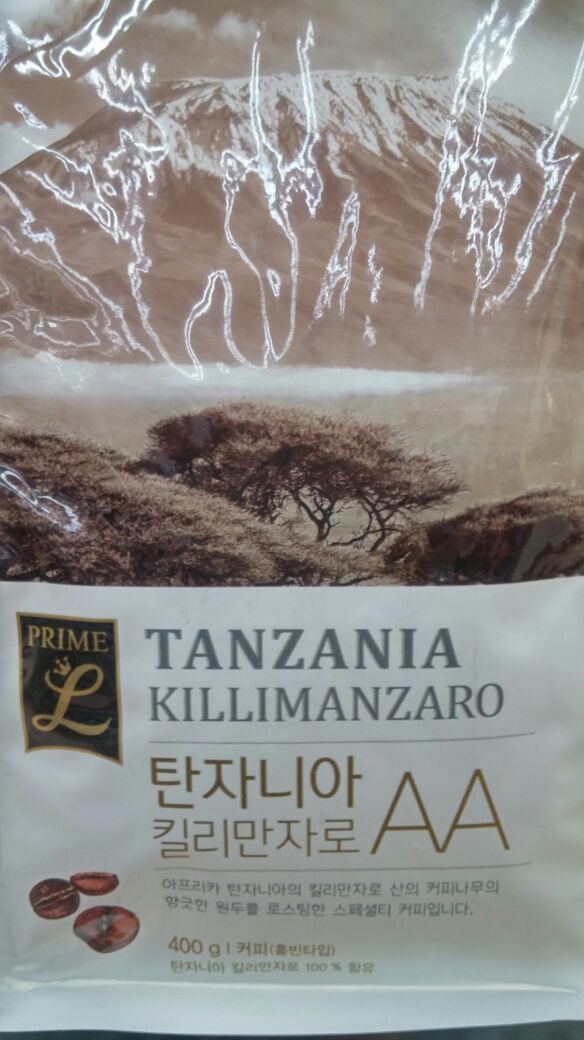 PRIME
L
TANZANIA
KILLIMANZARO
탄자니아
킬리만자로 AA
아프리카 탄자니아의 킬리만자로 산의 커피나무의
향긋한 원두를 로스팅한 스페셜티 커피입니다.
400 g | 커피(홀빈타입)
탄자니아 킬리만자로 100 % 함유